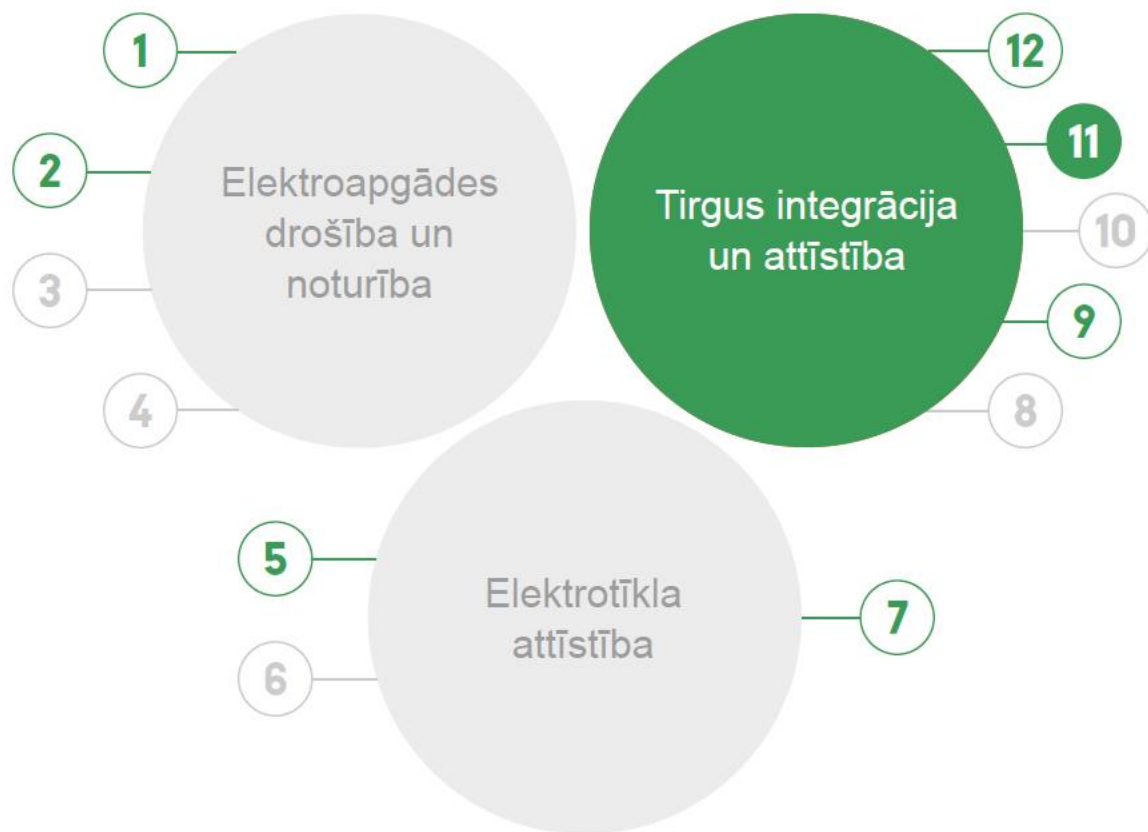 1
2
3
4
Elektroapgādes
drošība un
noturība
Tirgus integrācija
un attīstība
12
11
10
9
8
5
6
Elektrotīkla
attīstība
7